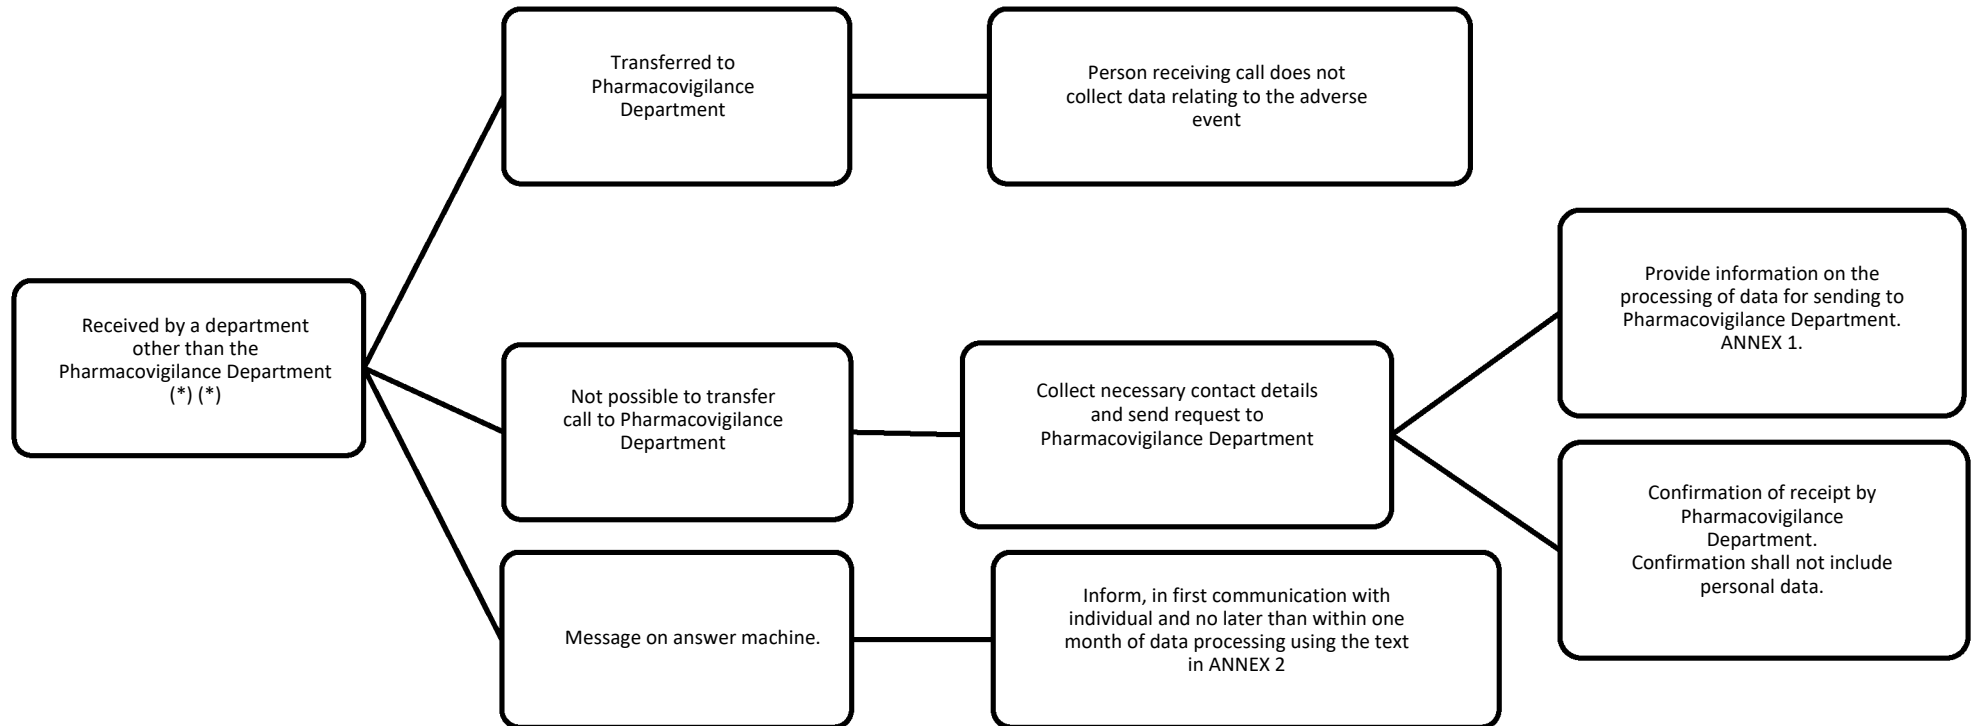 Transferred to
Pharmacovigilance
Department
Person receiving call does not
collect data relating to the adverse
event
Received by a department
other than the
Pharmacovigilance Department
(*) (*)
Not possible to transfer
call to Pharmacovigilance
Department
Collect necessary contact details
and send request to
Pharmacovigilance Department
Provide information on the
processing of data for sending to
Pharmacovigilance Department.
ANNEX 1.
Confirmation of receipt by
Pharmacovigilance
Department.
Confirmation shall not include
personal data.
Message on answer machine.
Inform, in first communication with
individual and no later than within one
month of data processing using the text
in ANNEX 2